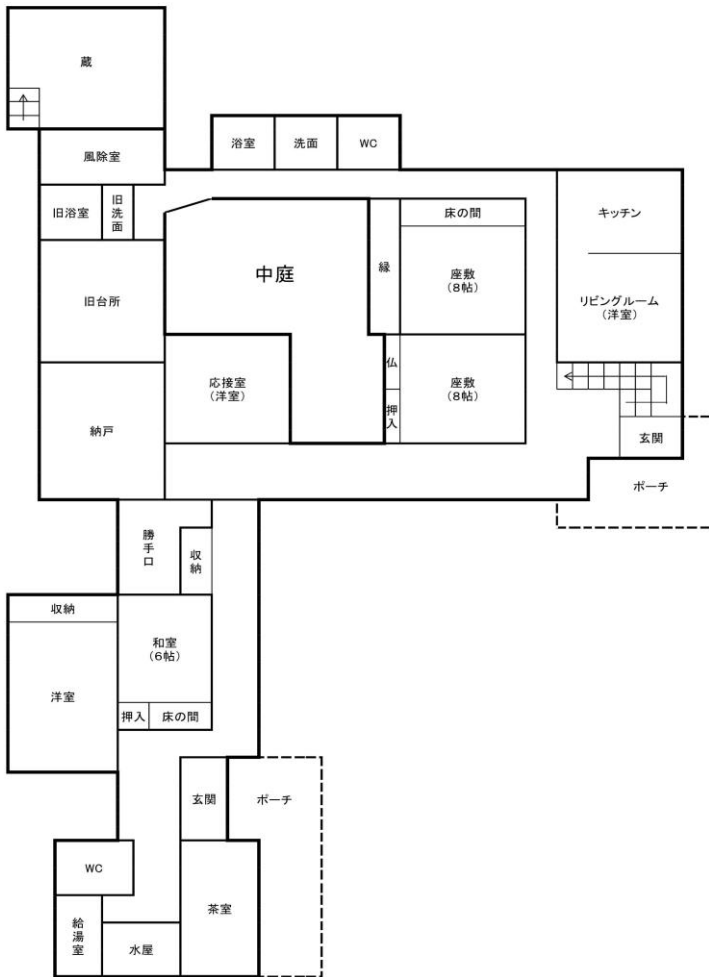 蔵
風除室
浴室
洗面
WC
旧浴室
旧洗面
床の間
キッチン
中庭
縁
座敷
(8帖)
旧台所
リビングルーム
(洋室)
応接室
(洋室)
仏
座敷
(8帖)
押入
納戸
玄関
ポーチ
勝手口
収納
収納
和室
(6帖)
洋室
押入
床の間
玄関
ポーチ
WC
茶室
給湯室
水屋